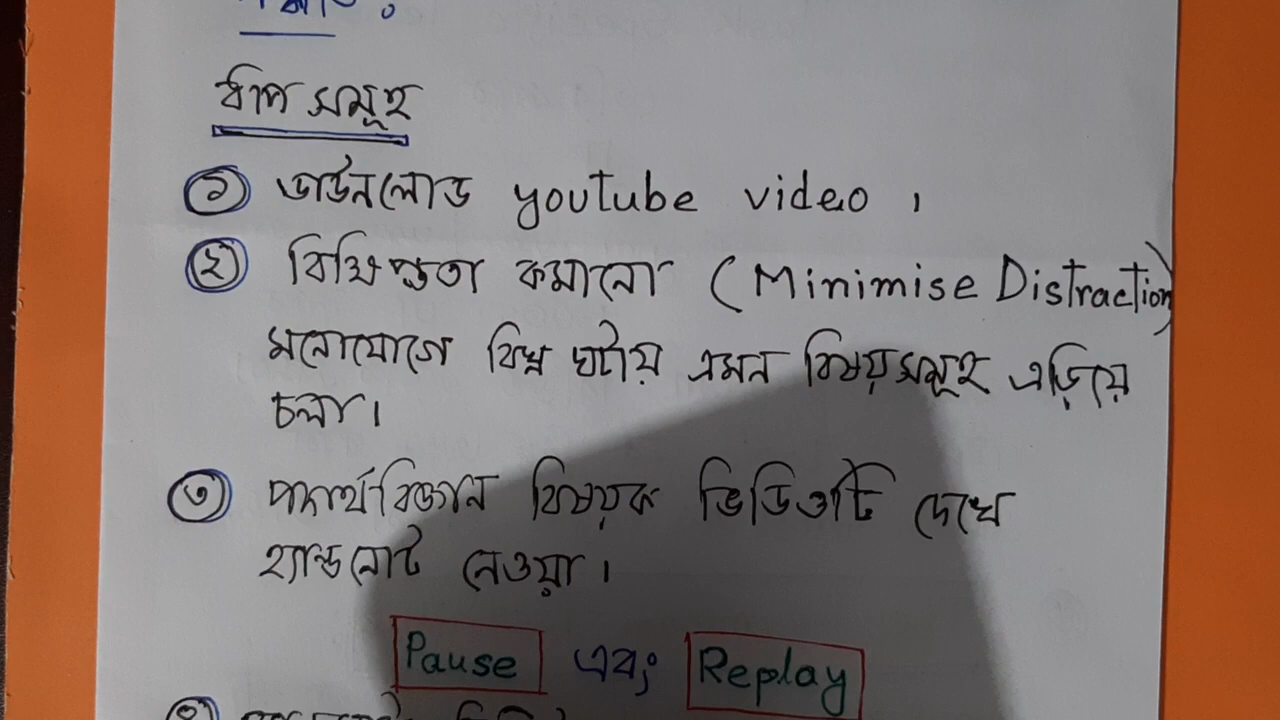 ধাপ সমূহ
১ ডাউনলোড youtube video ।
২ বিক্ষিপ্ততা কমানো (Minimise Distraction)
মনোযোগে বিঘ্ন ঘটায় এমন বিষয়সমূহ এড়িয়ে
চলা।
৩ পদার্থবিজ্ঞান বিষয়ক ভিডিওটি দেখে
হ্যান্ডনোট নেওয়া।
Pause এবং Replay
৪